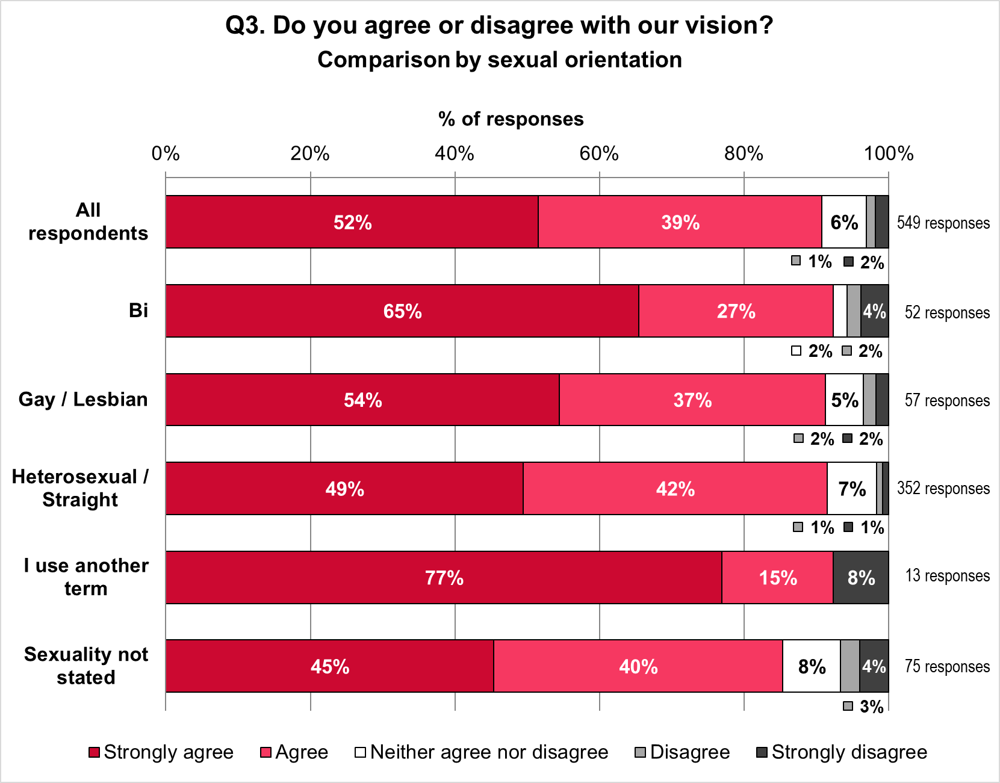 Q3. Do you agree or disagree with our vision?
Comparison by sexual orientation
% of responses
0% 20% 40% 60% 80% 100%
All
respondents
52% 39% 6% 549 responses
1% 2%
Bi
65% 27% 4% 52 responses
2% 2%
Gay / Lesbian
54% 37% 5% 57 responses
2% 2%
Heterosexual /
Straight
49% 42% 7% 352 responses
1% 1%
I use another
term
77% 15% 8% 13 responses
Sexuality not
stated
45% 40% 8% 4% 75 responses
3%
Strongly agree Agree Neither agree nor disagree Disagree Strongly disagree